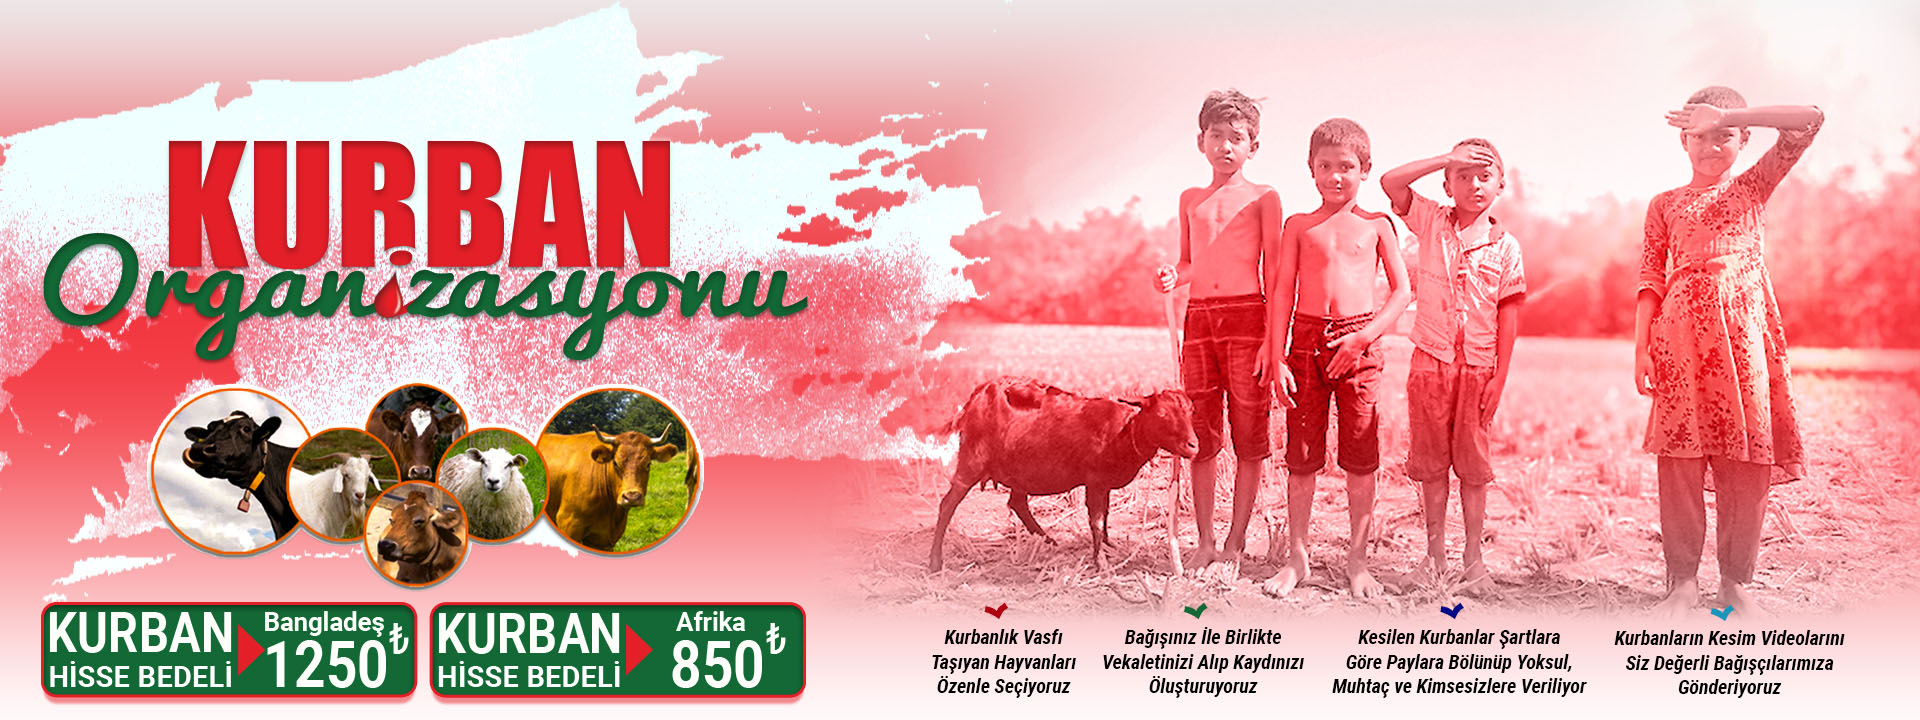 KURBAN
Organizasyonu
KURBAN
HİSSE BEDELİ
Bangladeş
1250 ₺
KURBAN
HİSSE BEDELİ
Afrika
850 ₺
Kurbanlık Vasfı
Taşıyan Hayvanları
Özenle Seçiyoruz
Bağışınız İle Birlikte
Vekaletinizi Alıp Kaydınızı
Öluşturuyoruz
Kesilen Kurbanlar Şartlara
Göre Paylara Bölünüp Yoksul,
Muhtaç ve Kimsesizlere Veriliyor
Kurbanların Kesim Videolarını
Siz Değerli Bağışçılarımıza
Gönderiyoruz